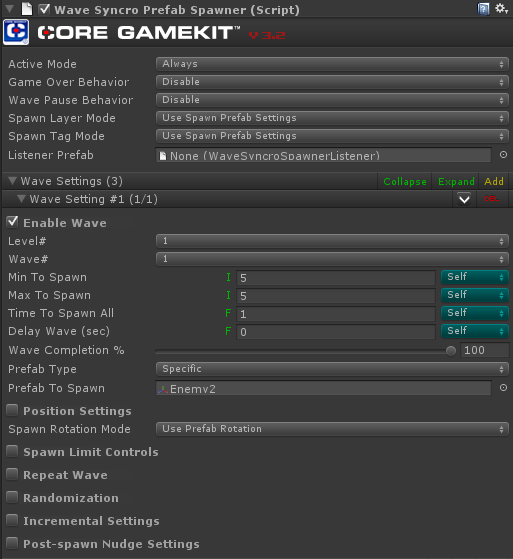 Wave Syncro Prefab Spawner (Script)
CORE GAMEKIT™ V 3.2
Active Mode Always
Game Over Behavior Disable
Wave Pause Behavior Disable
Spawn Layer Mode Use Spawn Prefab Settings
Spawn Tag Mode Use Spawn Prefab Settings
Listener Prefab None (WaveSyncroSpawnerListener)
Wave Settings (3) Collapse Expand Add
Wave Setting #1 (1/1)
Enable Wave
Level# 1
Wave# 1
Min To Spawn I 5 Self
Max To Spawn I 5 Self
Time To Spawn All F 1 Self
Delay Wave (sec) F 0 Self
Wave Completion % 100
Prefab Type Specific
Prefab To Spawn Enemy2
Position Settings
Spawn Rotation Mode Use Prefab Rotation
Spawn Limit Controls
Repeat Wave
Randomization
Incremental Settings
Post-spawn Nudge Settings